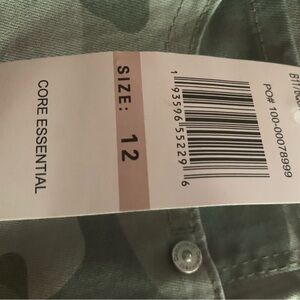 PO# 100-00078999
1 93596 55229 6
SIZE: 12
CORE ESSENTIAL